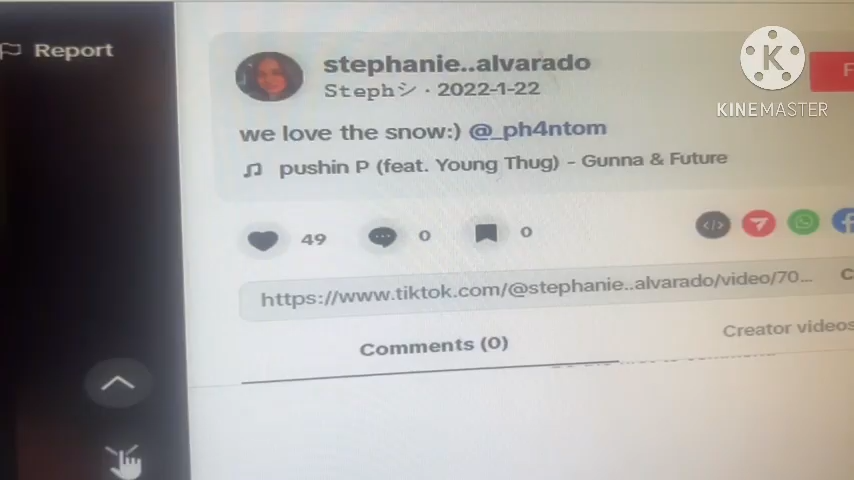 Report
stephanie..alvarado
Stephシ · 2022-1-22
we love the snow:) @_ph4ntom
pushin P (feat. Young Thug) - Gunna & Future
49
0
0
https://www.tiktok.com/@stephanie..alvarado/video/70...
Comments (0)
Creator videos
K
KINEMASTER